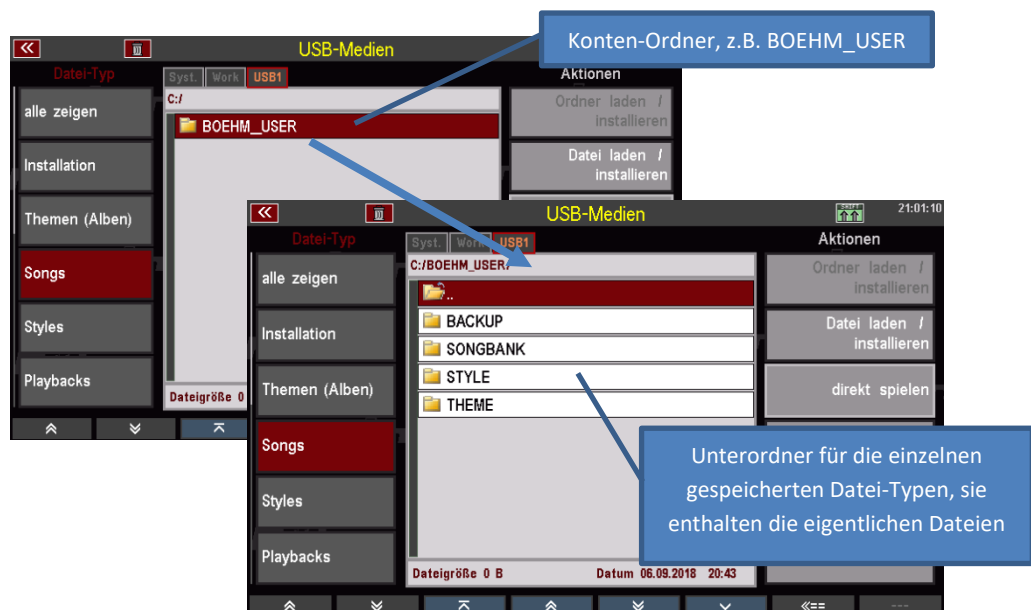 USB-Medien
Konten-Ordner, z.B. BOEHM_USER
Datei-Typ
Syst. Work USB1
Aktionen
C:/
alle zeigen
BOEHM_USER
Ordner laden / installieren
Installation
Datei laden / installieren
Themen (Alben)
Songs
Styles
Playbacks
Dateigröße 0
USB-Medien
SHIFT
21:01:10
Datei-Typ
Syst. Work USB1
Aktionen
C:/BOEHM_USER/
alle zeigen
..
Ordner laden /
installieren
BACKUP
Installation
SONGBANK
Datei laden /
installieren
STYLE
Themen (Alben)
THEME
direkt spielen
Songs
Unterordner für die einzelnen
gespeicherten Datei-Typen, sie
enthalten die eigentlichen Dateien
Styles
Playbacks
Dateigröße 0 B
Datum 06.09.2018 20:43
<<==
---